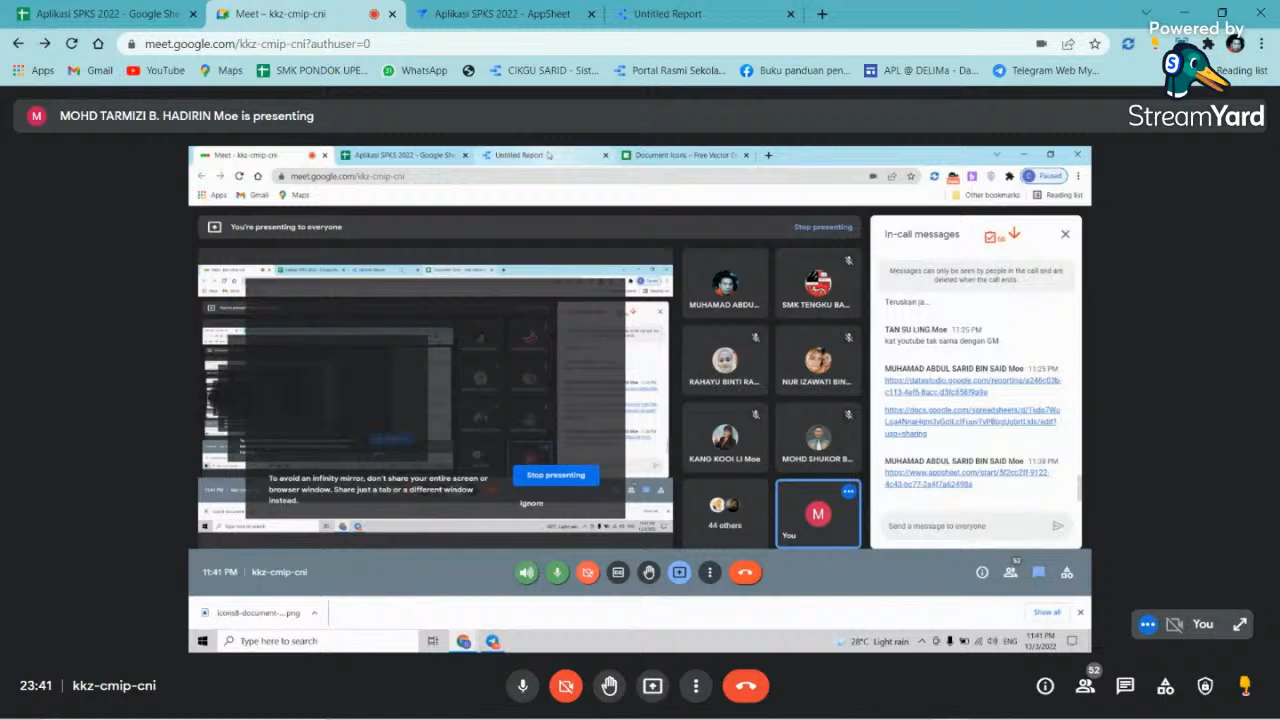 Aplikasi SPKS 2022 - Google She
Meet – kkz-cmip-cni
Aplikasi SPKS 2022 - AppSheet
Untitled Report
Powered by
meet.google.com/kkz-cmip-cni?authuser=0
Apps
Gmail
YouTube
Maps
SMK PONDOK UPE...
WhatsApp
CIKGU SARID - Sist...
Portal Rasmi Sekola...
Buku panduan pen...
APL @ DELIMa - Da...
Telegram Web My...
Reading list
StreamYard
M
MOHD TARMIZI B. HADIRIN Moe is presenting
Meet - kkz-cmip-cni
Aplikasi SPKS 2022 - Google She
Untitled Report
Document Icons – Free Vector E
meet.google.com/kkz-cmip-cni
Paused
Apps
Gmail
Maps
Other bookmarks
Reading list
You're presenting to everyone
Stop presenting
In-call messages
Messages can only be seen by people in the call and are
deleted when the call ends.
Teruskan ja...
TAN SU LING Moe 11:25 PM
kat youtube tak sama dengan GM
MUHAMAD ABDUL SARID BIN SAID Moe 11:25 PM
MUHAMAD ABDUL SARID BIN SAID Moe 11:38 PM
Send a message to everyone
MUHAMAD ABDU...
SMK TENGKU BA...
RAHAYU BINTI RA...
NUR IZAWATI BIN...
KANG KOOI LI Moe
MOHD SHUKOR B...
44 others
M
You
To avoid an infinity mirror, don't share your entire screen or
browser window. Share just a tab or a different window
instead.
Stop presenting
Ignore
11:41 PM | kkz-cmip-cni
52
icons8-document-...png
Show all
Type here to search
28°C Light rain
ENG
11:41 PM
13/3/2022
You
23:41 | kkz-cmip-cni
52